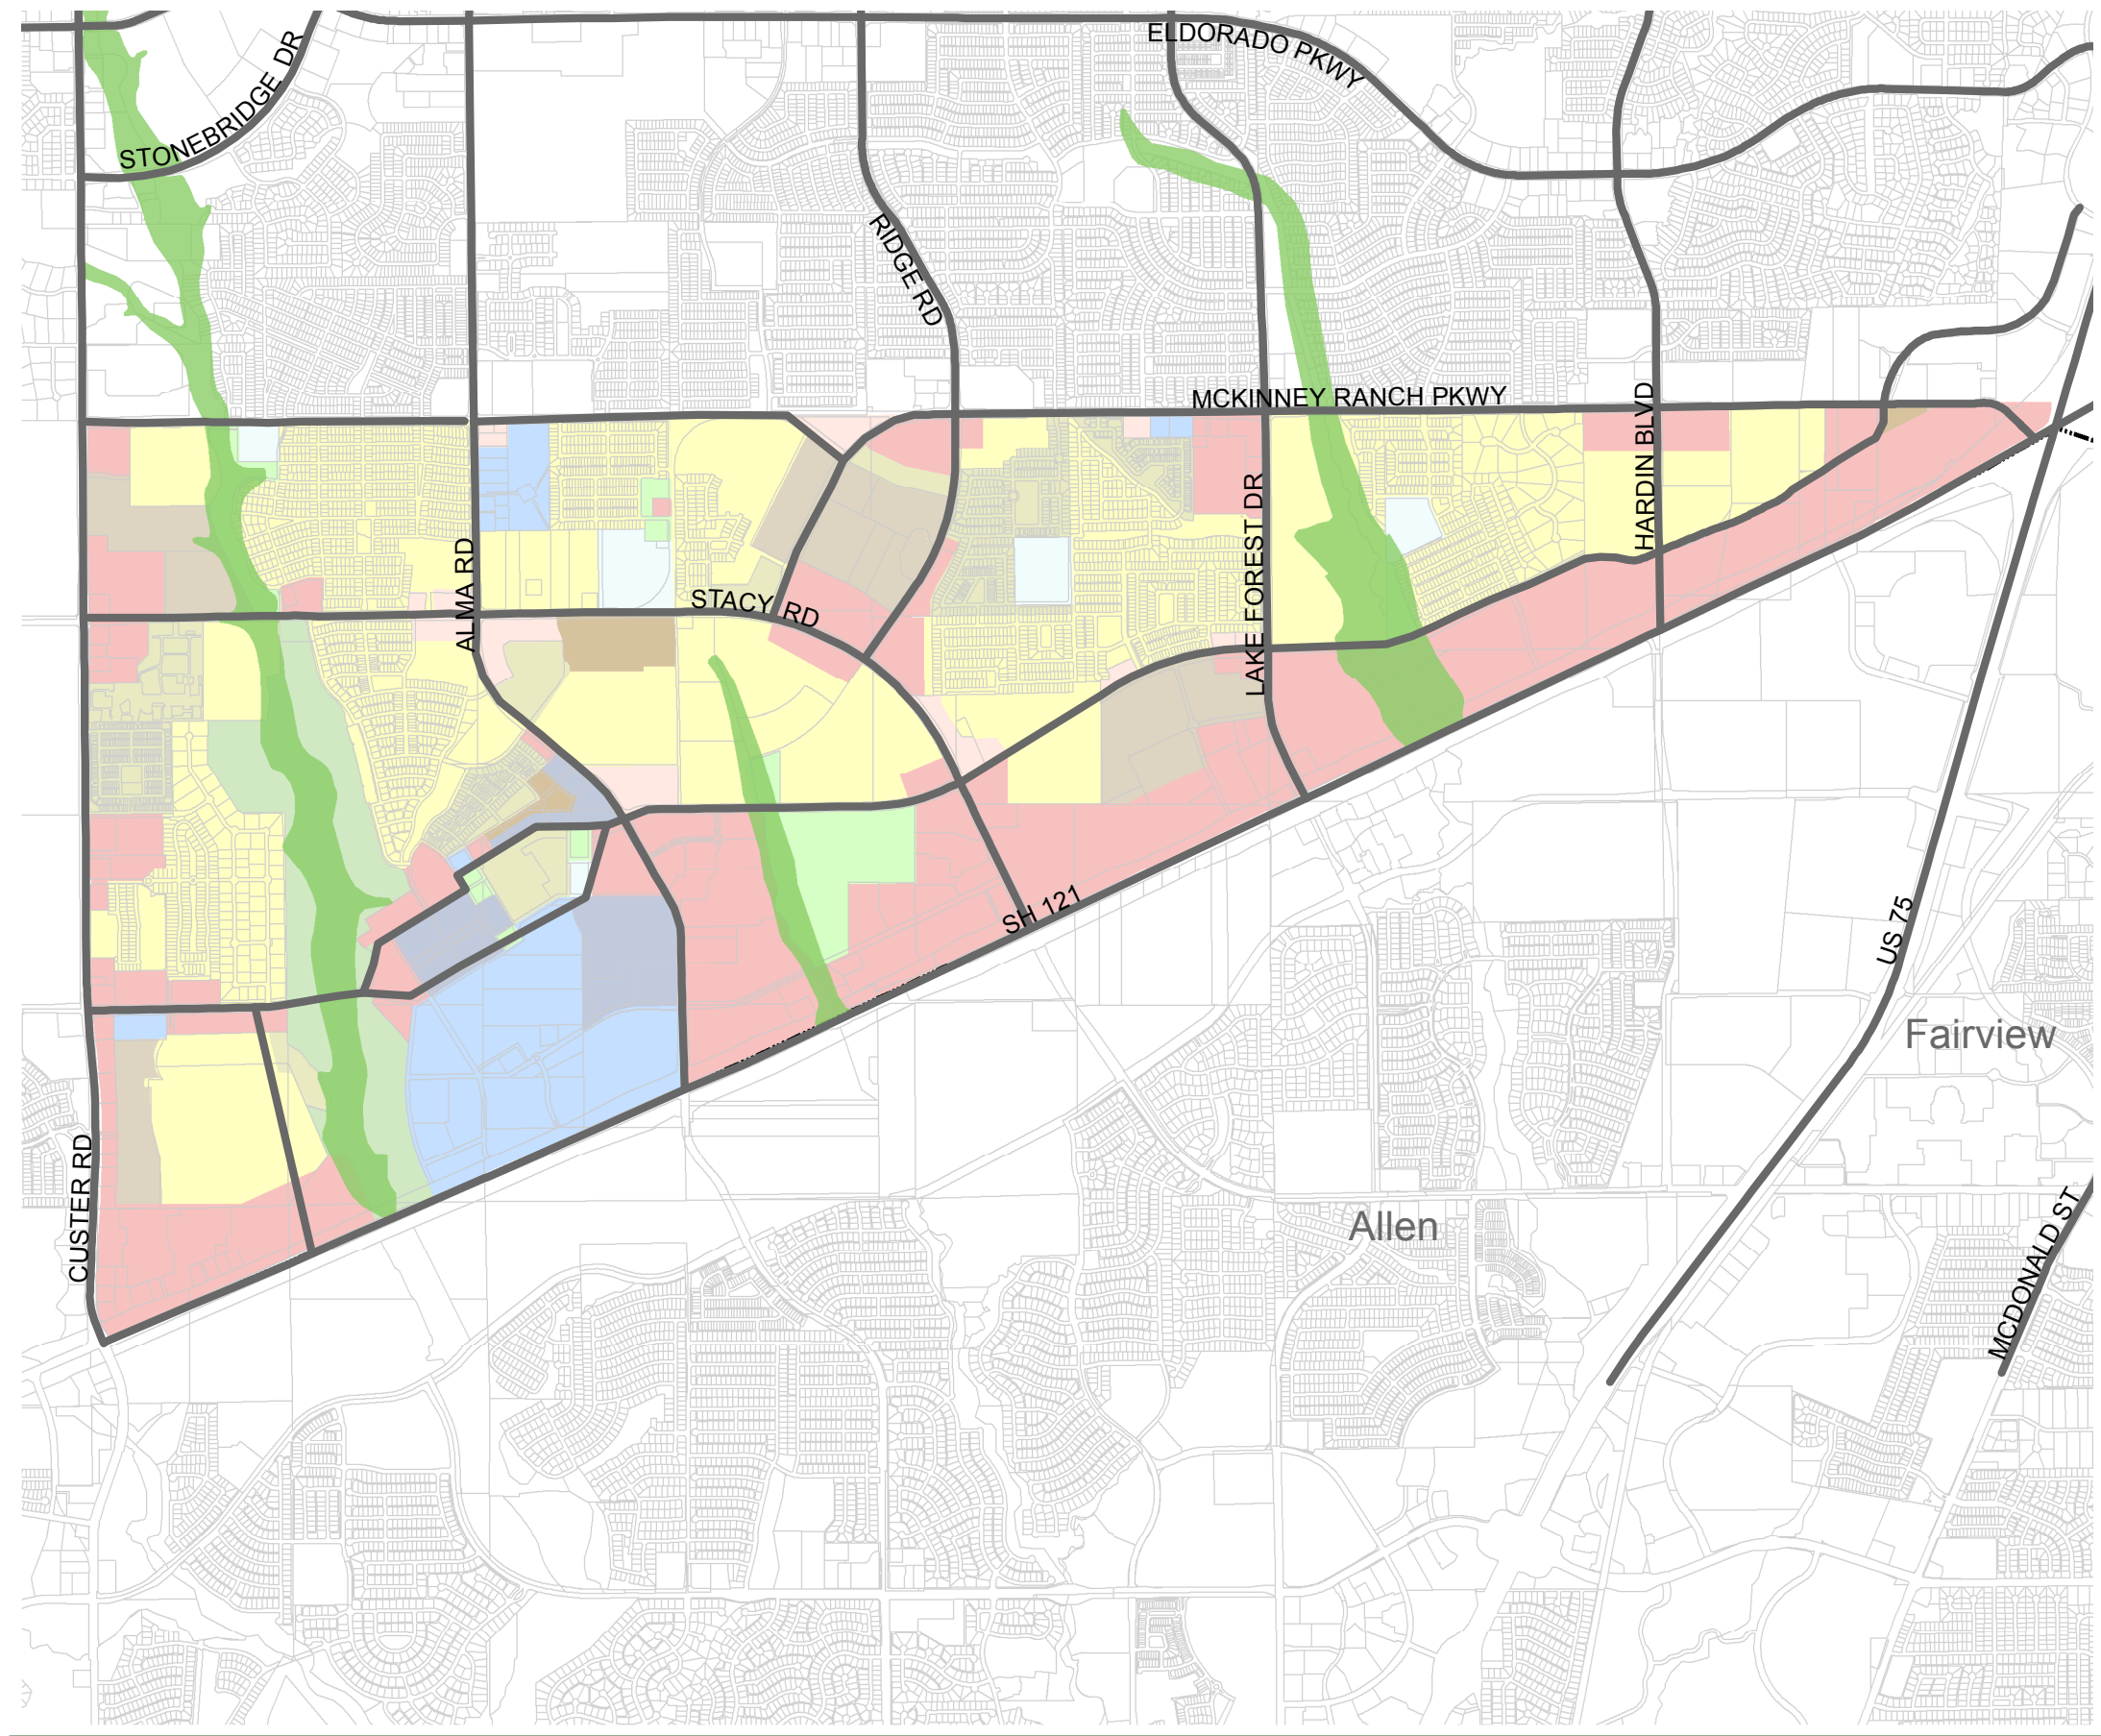 ELDORADO PKWY
STONEBRIDGE DR
RIDGE RD
MCKINNEY RANCH PKWY
HARDIN BLVD
LAKE FOREST DR
ALMA RD
STACY RD
SH 121
US 75
Fairview
CUSTER RD
Allen
MCDONALD ST